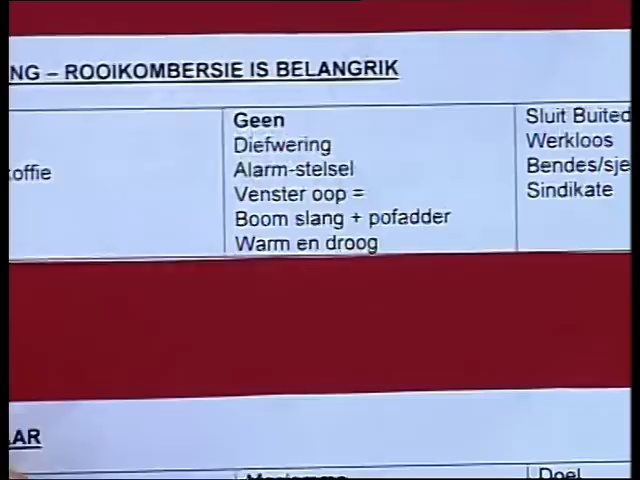 NG – ROOIKOMBERSIE IS BELANGRIK
koffie
Geen
Diefwering
Alarm-stelsel
Venster oop =
Boom slang + pofadder
Warm en droog
Sluit Buited
Werkloos
Bendes/sje
Sindikate
AAR
Doel